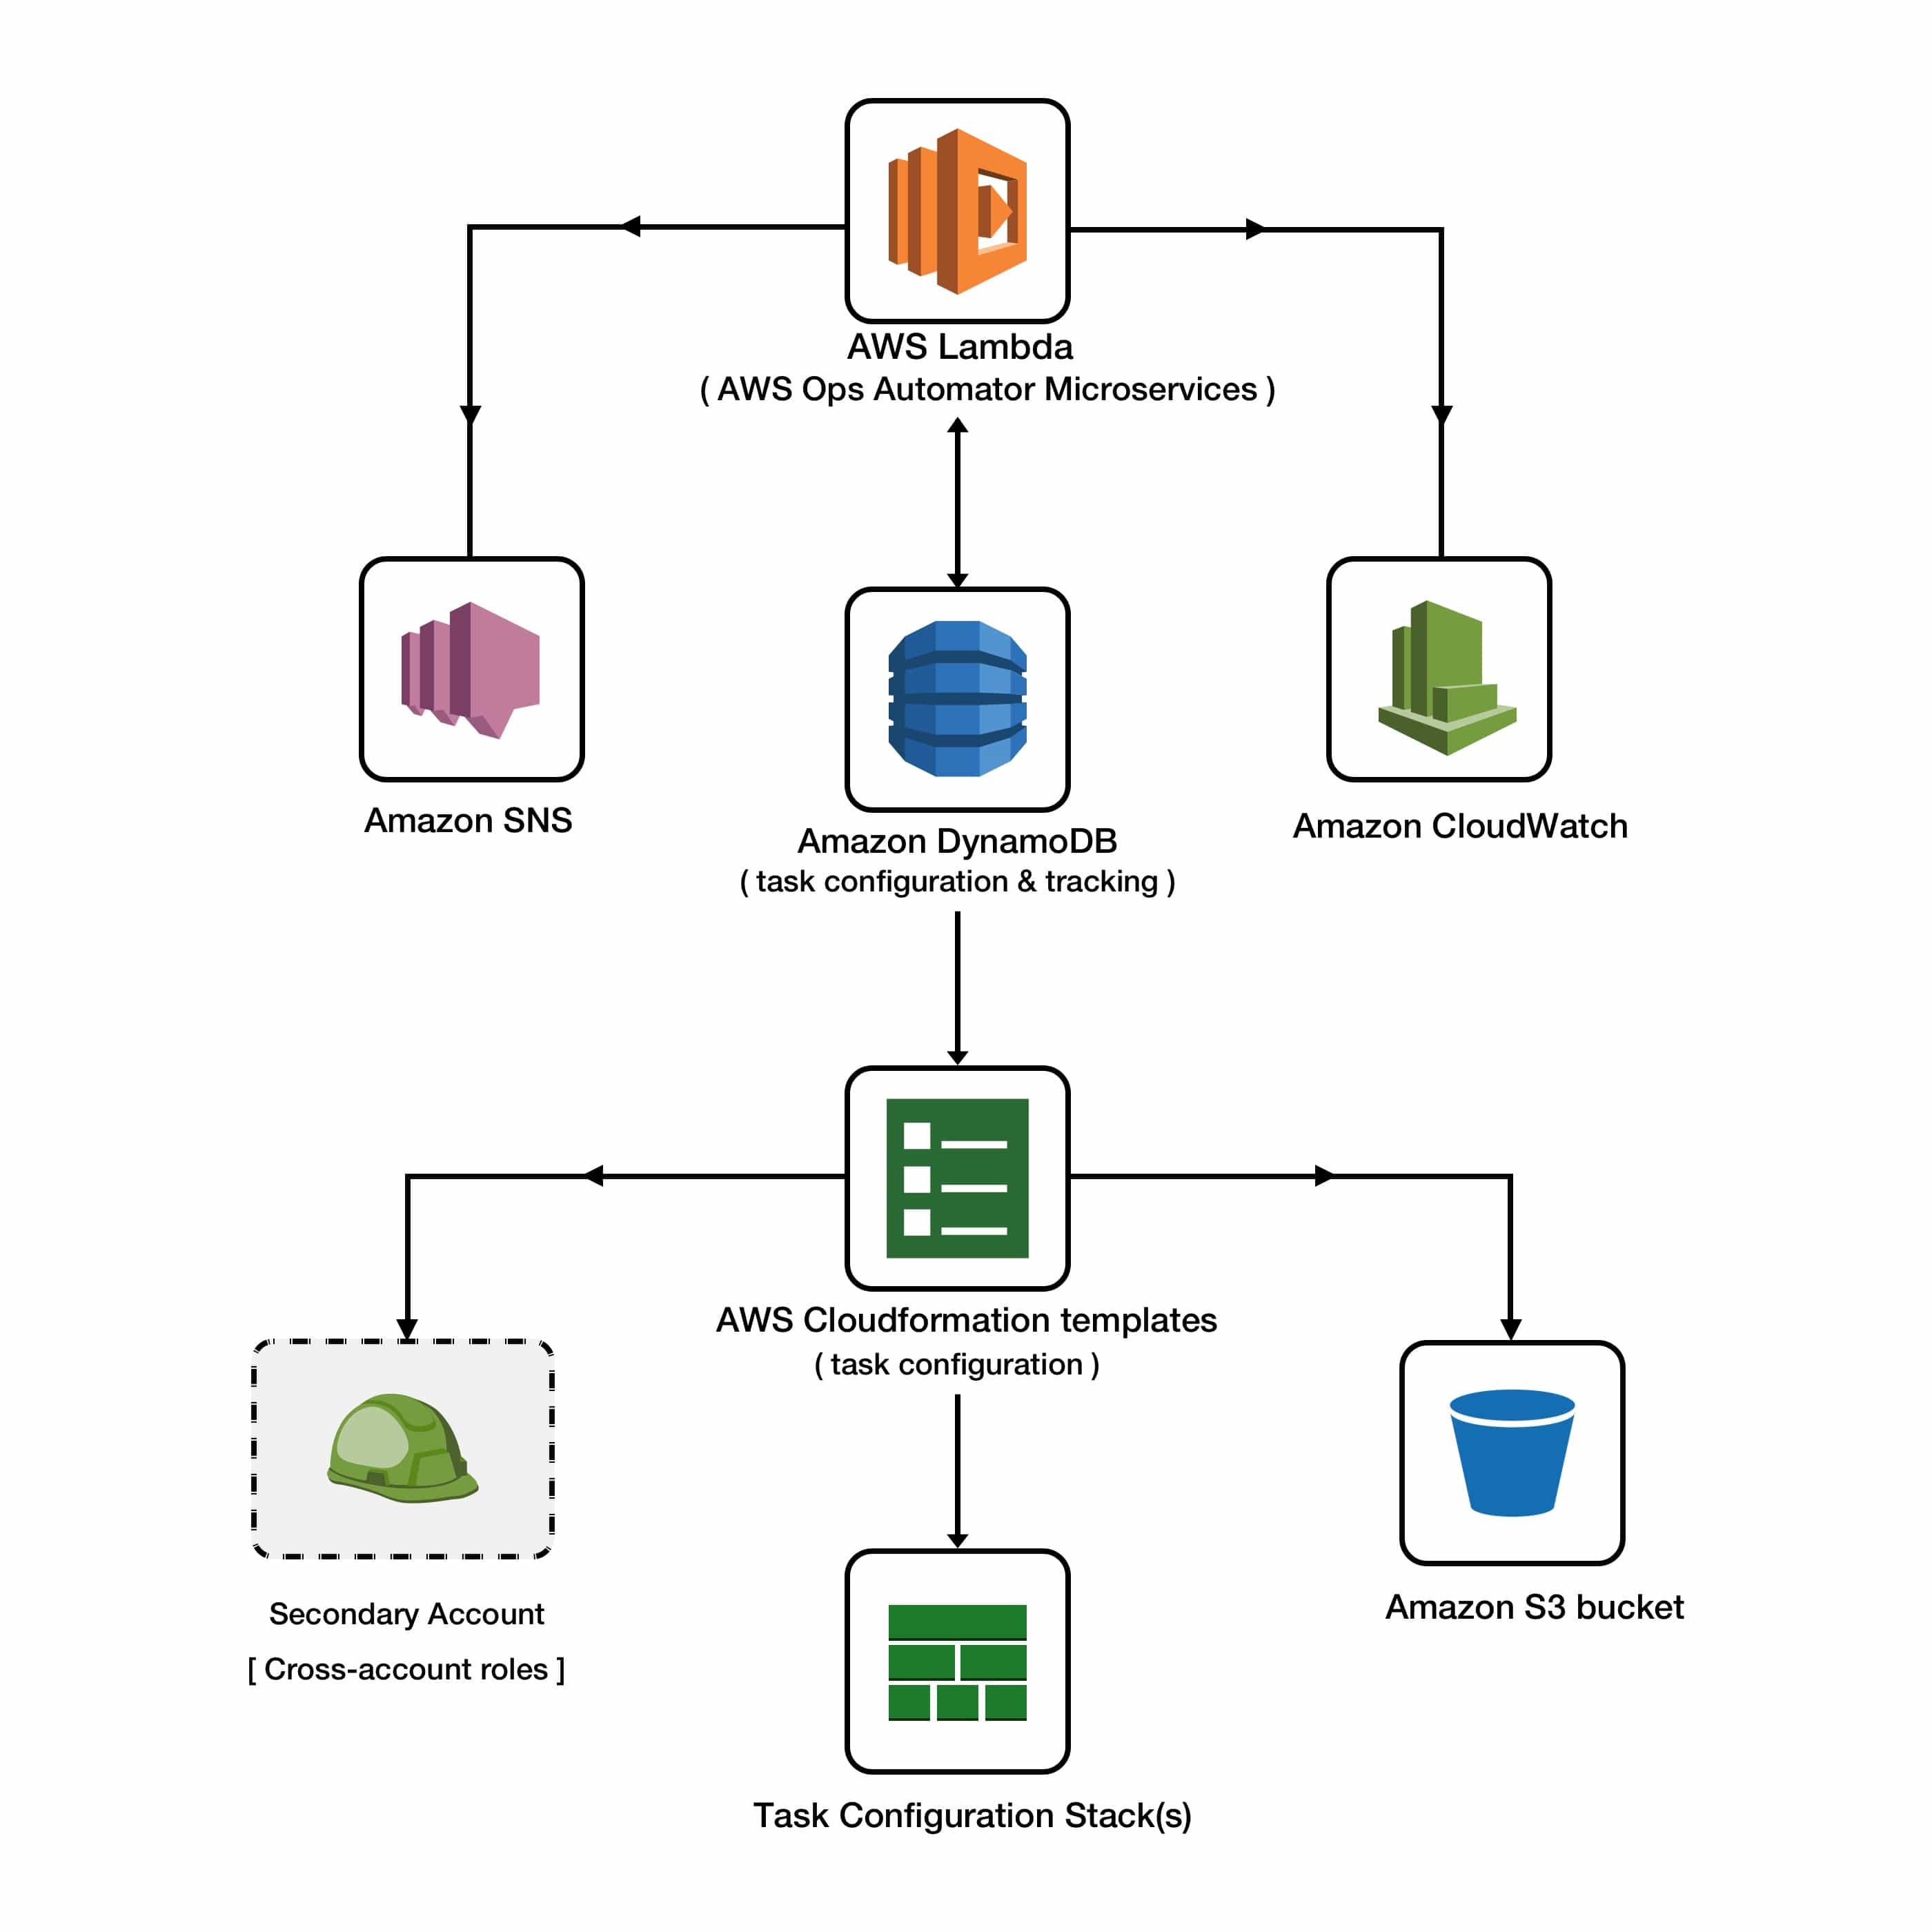 AWS Lambda
( AWS Ops Automator Microservices )
Amazon SNS
Amazon DynamoDB
( task configuration & tracking )
Amazon CloudWatch
AWS Cloudformation templates
( task configuration )
Secondary Account
[ Cross-account roles ]
Amazon S3 bucket
Task Configuration Stack(s)